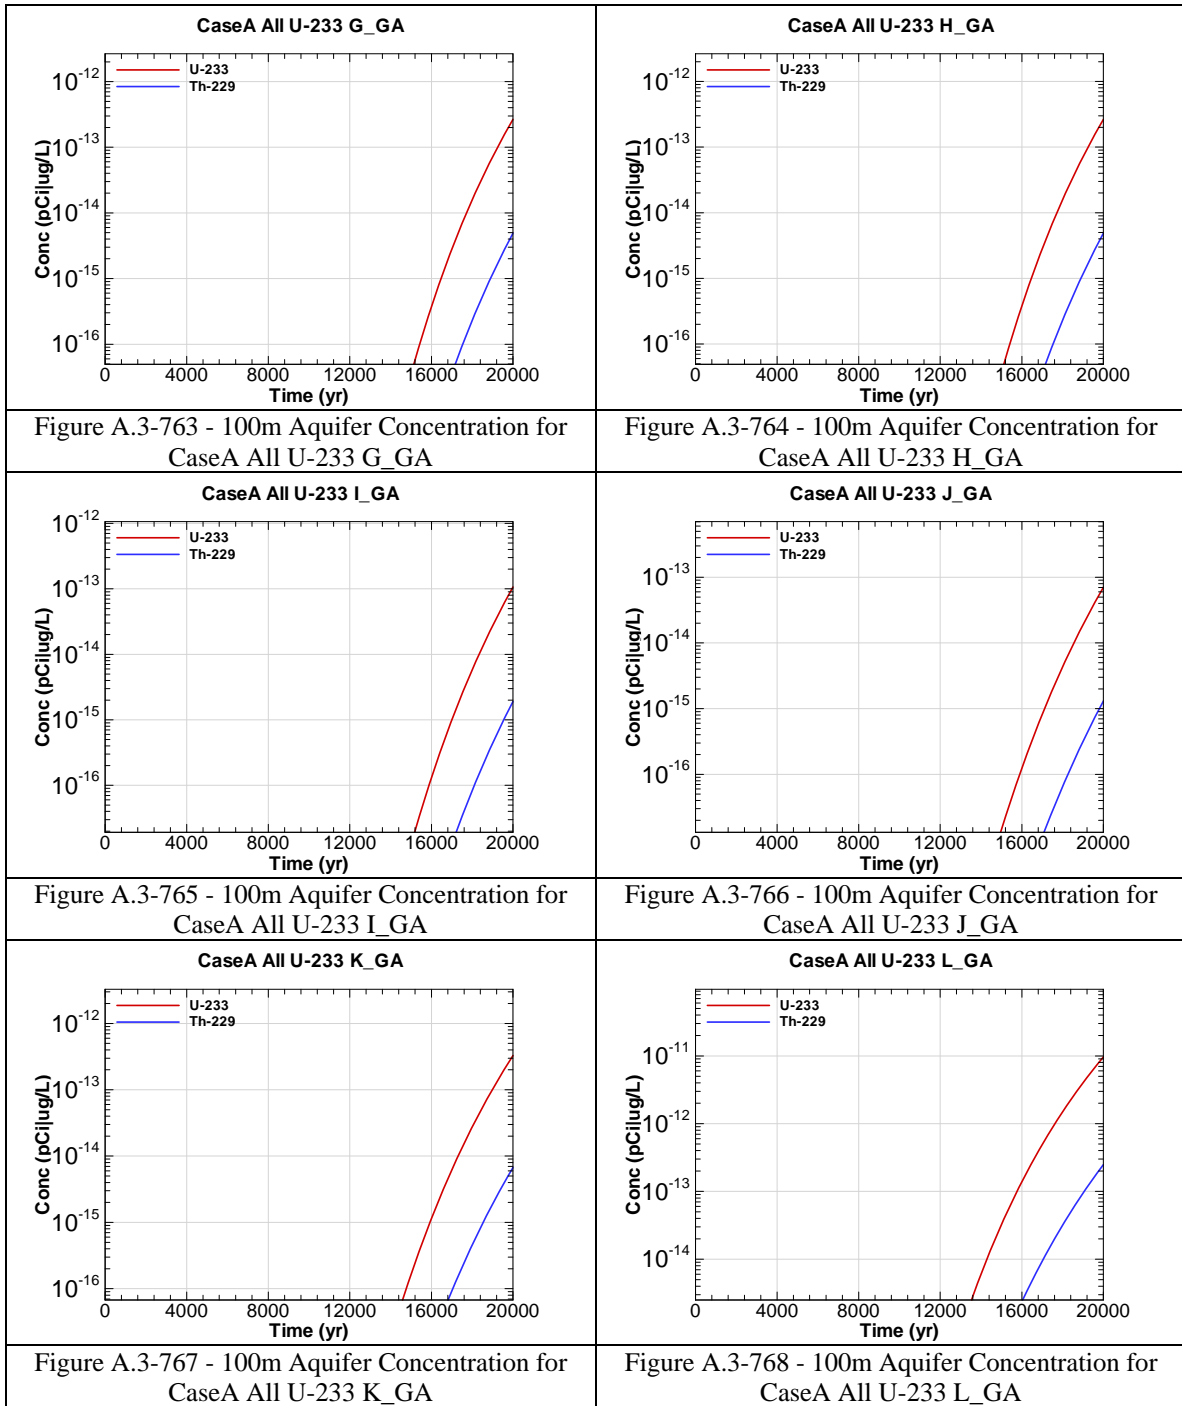 CaseA All U-233 G_GA
U-233
Th-229
10-12
10-13
10-14
10-15
10-16
Conc (pCi|ug/L)
0 4000 8000 12000 16000 20000
Time (yr)
Figure A.3-763 - 100m Aquifer Concentration for
CaseA All U-233 G_GA
CaseA All U-233 H_GA
U-233
Th-229
10-12
10-13
10-14
10-15
10-16
Conc (pCi|ug/L)
0 4000 8000 12000 16000 20000
Time (yr)
Figure A.3-764 - 100m Aquifer Concentration for
CaseA All U-233 H_GA
CaseA All U-233 I_GA
U-233
Th-229
10-12
10-13
10-14
10-15
10-16
Conc (pCi|ug/L)
0 4000 8000 12000 16000 20000
Time (yr)
Figure A.3-765 - 100m Aquifer Concentration for
CaseA All U-233 I_GA
CaseA All U-233 J_GA
U-233
Th-229
10-13
10-14
10-15
10-16
Conc (pCi|ug/L)
0 4000 8000 12000 16000 20000
Time (yr)
Figure A.3-766 - 100m Aquifer Concentration for
CaseA All U-233 J_GA
CaseA All U-233 K_GA
U-233
Th-229
10-12
10-13
10-14
10-15
10-16
Conc (pCi|ug/L)
0 4000 8000 12000 16000 20000
Time (yr)
Figure A.3-767 - 100m Aquifer Concentration for
CaseA All U-233 K_GA
CaseA All U-233 L_GA
U-233
Th-229
10-11
10-12
10-13
10-14
Conc (pCi|ug/L)
0 4000 8000 12000 16000 20000
Time (yr)
Figure A.3-768 - 100m Aquifer Concentration for
CaseA All U-233 L_GA